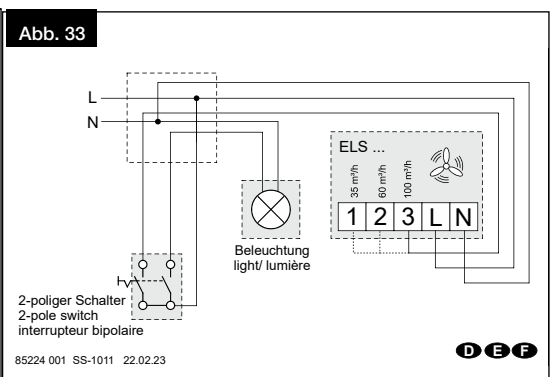 Abb. 33
L
N
ELS ...
35 m³/h
60 m³/h
100 m³/h
1 2 3 L N
Beleuchtung
light/ lumière
2-poliger Schalter
2-pole switch
interrupteur bipolaire
85224 001 SS-1011 22.02.23
D E F